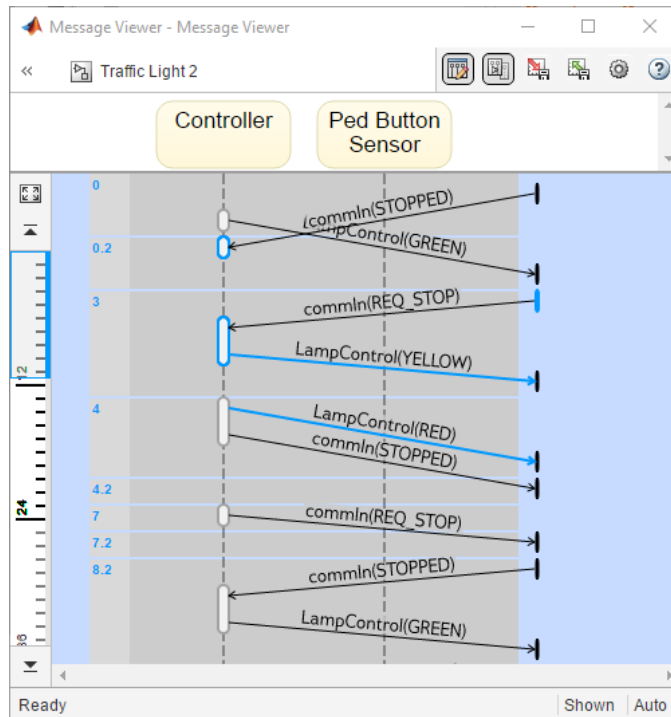 Message Viewer - Message Viewer
Traffic Light 2
Controller
Ped Button
Sensor
0
commIn(STOPPED)
LampControl(GREEN)
0.2
3
commIn(REQ_STOP)
LampControl(YELLOW)
12
4
LampControl(RED)
commIn(STOPPED)
4.2
24
7
commIn(REQ_STOP)
7.2
8.2
commIn(STOPPED)
LampControl(GREEN)
Ready
Shown
Auto